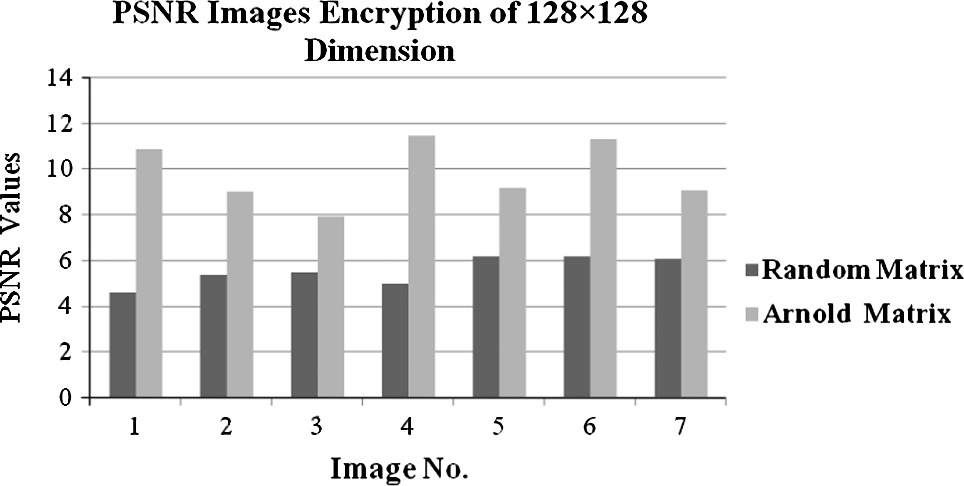 PSNR Images Encryption of 128×128
Dimension
PSNR Values
14
12
10
8
6
4
2
0
1 2 3 4 5 6 7
Image No.
Random Matrix
Arnold Matrix